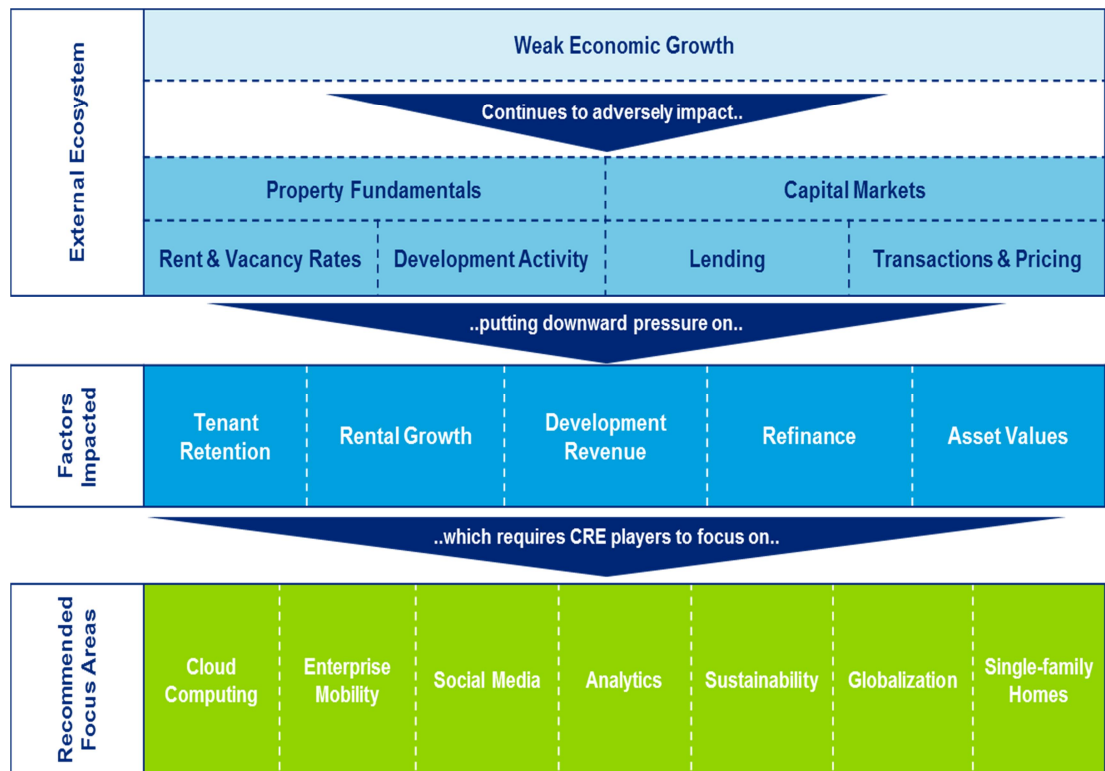 External Ecosystem
Weak Economic Growth
Continues to adversely impact..
Property Fundamentals
Capital Markets
Rent & Vacancy Rates
Development Activity
Lending
Transactions & Pricing
..putting downward pressure on..
Factors
Impacted
Tenant
Retention
Rental Growth
Development
Revenue
Refinance
Asset Values
..which requires CRE players to focus on..
Recommended
Focus Areas
Cloud
Computing
Enterprise
Mobility
Social Media
Analytics
Sustainability
Globalization
Single-family
Homes